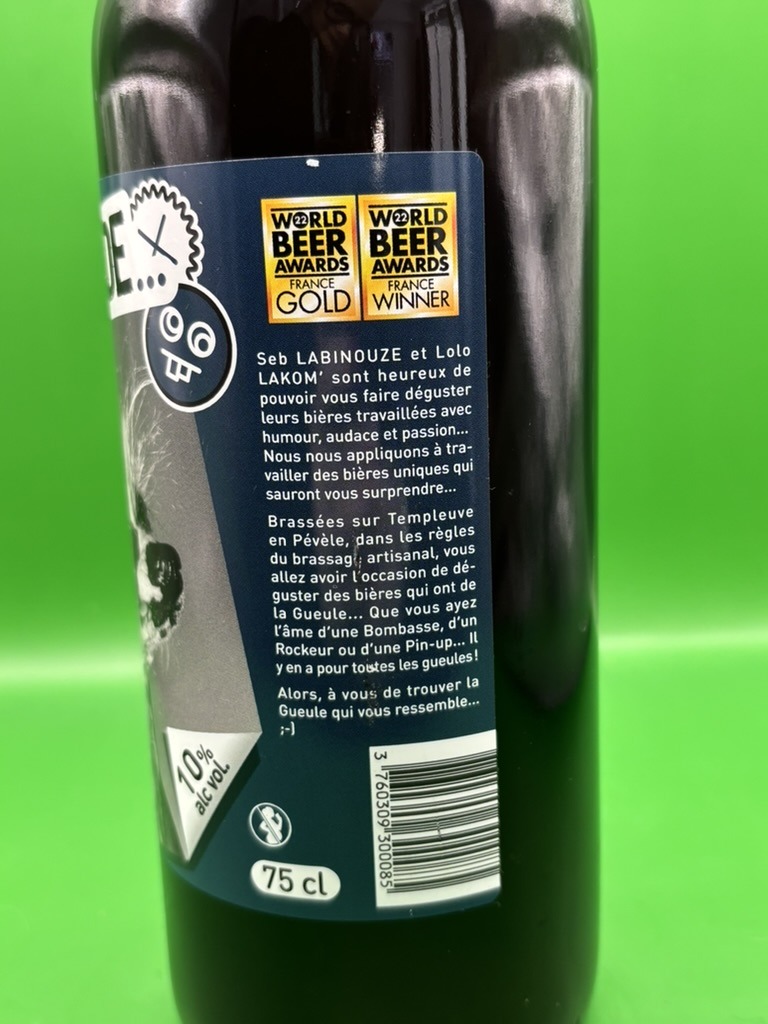 DE...
WORLD
22
BEER
AWARDS
FRANCE
GOLD
WORLD
22
BEER
AWARDS
FRANCE
WINNER
Seb LABINOUZE et Lolo
LAKOM' sont heureux de
pouvoir vous faire déguster
leurs bières travaillées avec
humour, audace et passion...
Nous nous appliquons à tra-
vailler des bières uniques qui
sauront vous surprendre...
Brassées sur Templeuve
en Pévèle, dans les règles
du brassage artisanal, vous
allez avoir l'occasion de dé-
guster des bières qui ont de
la Gueule... Que vous ayez
l'âme d'une Bombasse, d'un
Rockeur ou d'une Pin-up... Il
y en a pour toutes les gueules!
Alors, à vous de trouver la
Gueule qui vous ressemble...
;-)
10%
alc vol.
75 cl
3 760309 300085